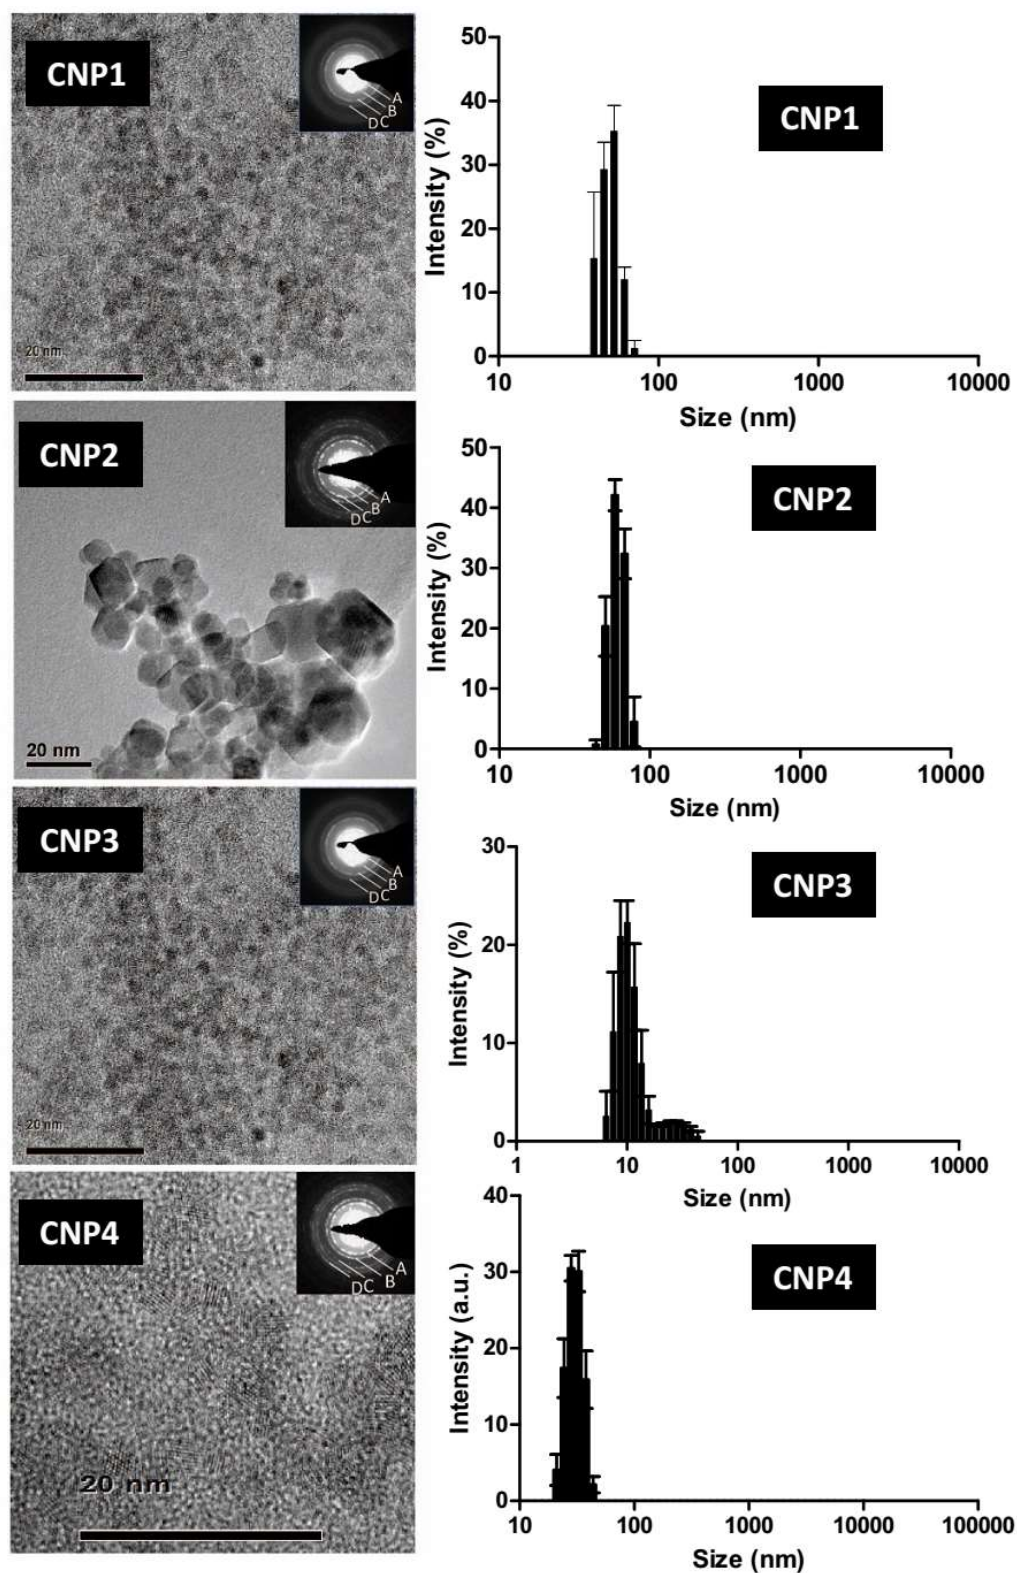 CNP1
A
B
DC
20 nm
50
40
30
20
10
0
Intensity (%)
CNP1
10 100 1000 10000
Size (nm)
CNP2
A
B
DC
20 nm
50
40
30
20
10
0
Intensity (%)
CNP2
10 100 1000 10000
Size (nm)
CNP3
A
B
DC
20 nm
30
20
10
0
Intensity (%)
CNP3
1 10 100 1000 10000
Size (nm)
CNP4
A
B
DC
20 nm
40
30
20
10
0
Intensity (a.u.)
CNP4
10 100 1000 10000 100000
Size (nm)